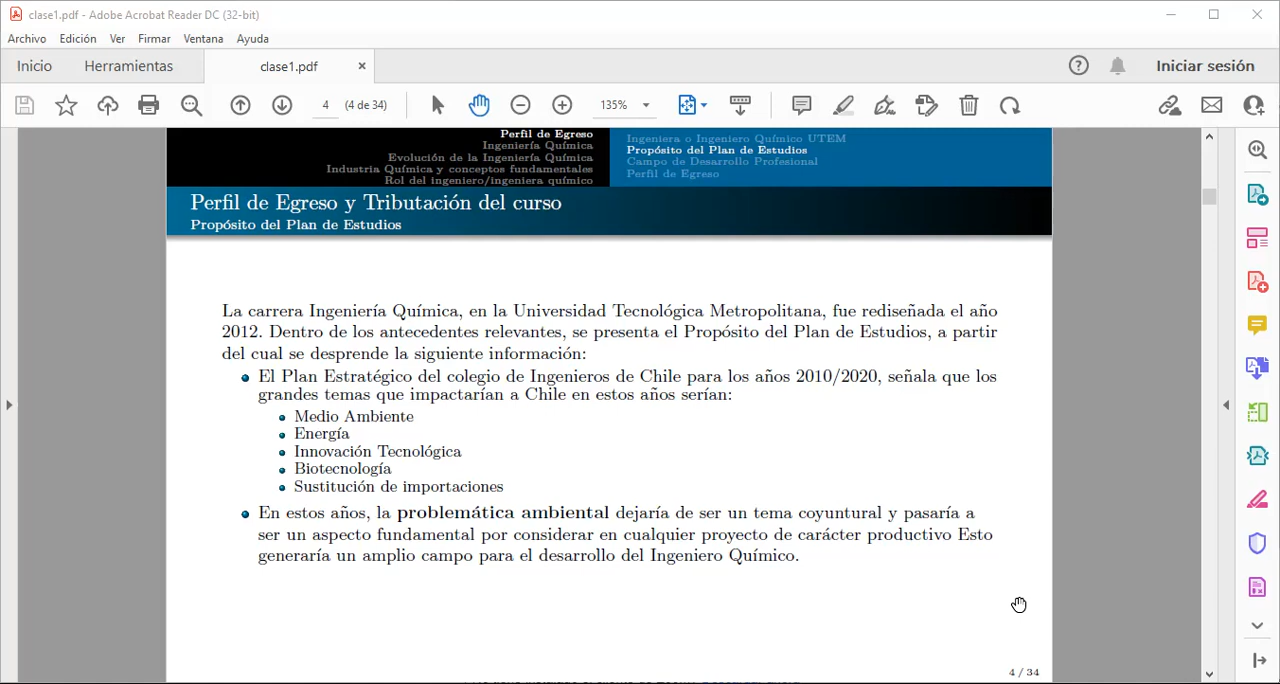 clase1.pdf - Adobe Acrobat Reader DC (32-bit)
Archivo Edición Ver Firmar Ventana Ayuda
Inicio Herramientas clase1.pdf Iniciar sesión
4 (4 de 34) 135%
Perfil de Egreso
Ingeniería Química
Evolución de la Ingeniería Química
Industria Química y conceptos fundamentales
Rol del ingeniero/ingeniera químico
Ingeniera o Ingeniero Químico UTEM
Propósito del Plan de Estudios
Campo de Desarrollo Profesional
Perfil de Egreso
Perfil de Egreso y Tributación del curso
Propósito del Plan de Estudios
La carrera Ingeniería Química, en la Universidad Tecnológica Metropolitana, fue rediseñada el año
2012. Dentro de los antecedentes relevantes, se presenta el Propósito del Plan de Estudios, a partir
del cual se desprende la siguiente información:
El Plan Estratégico del colegio de Ingenieros de Chile para los años 2010/2020, señala que los
grandes temas que impactarían a Chile en estos años serían:
Medio Ambiente
Energía
Innovación Tecnológica
Biotecnología
Sustitución de importaciones
En estos años, la problemática ambiental dejaría de ser un tema coyuntural y pasaría a
ser un aspecto fundamental por considerar en cualquier proyecto de carácter productivo Esto
generaría un amplio campo para el desarrollo del Ingeniero Químico.
4 / 34